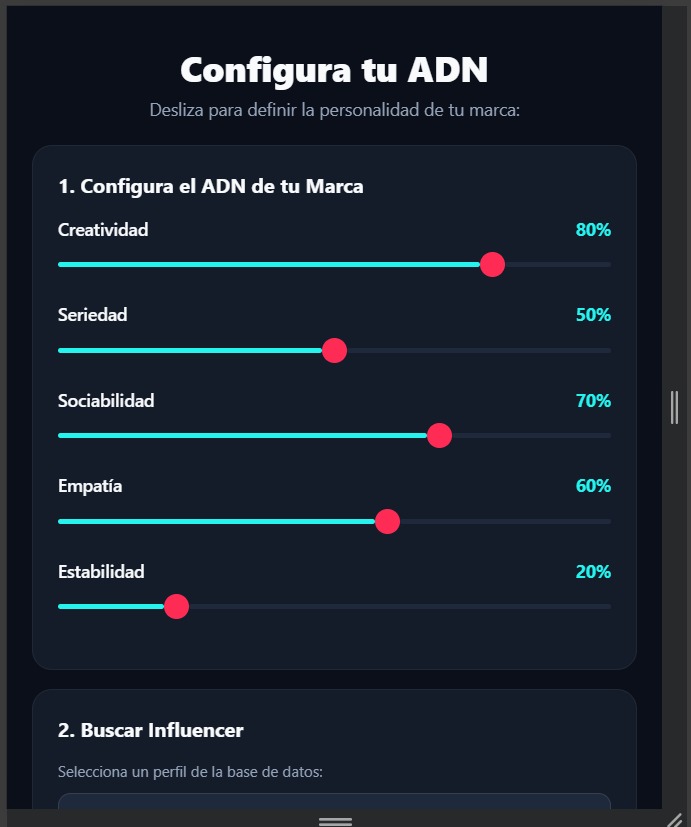 Configura tu ADN
Desliza para definir la personalidad de tu marca:
1. Configura el ADN de tu Marca
Creatividad 80%
Seriedad 50%
Sociabilidad 70%
Empatía 60%
Estabilidad 20%
2. Buscar Influencer
Selecciona un perfil de la base de datos: